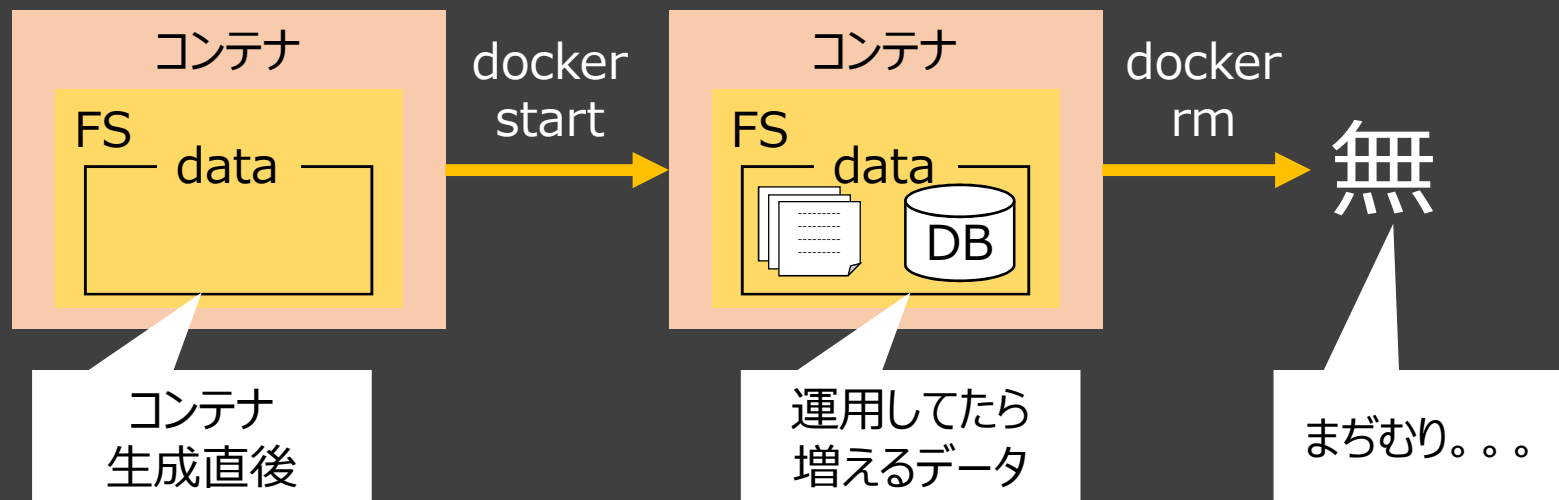 コンテナ
FS
data
docker
start
コンテナ
FS
data
DB
docker
rm
無
コンテナ
生成直後
運用してたら
増えるデータ
まぢむり。。。